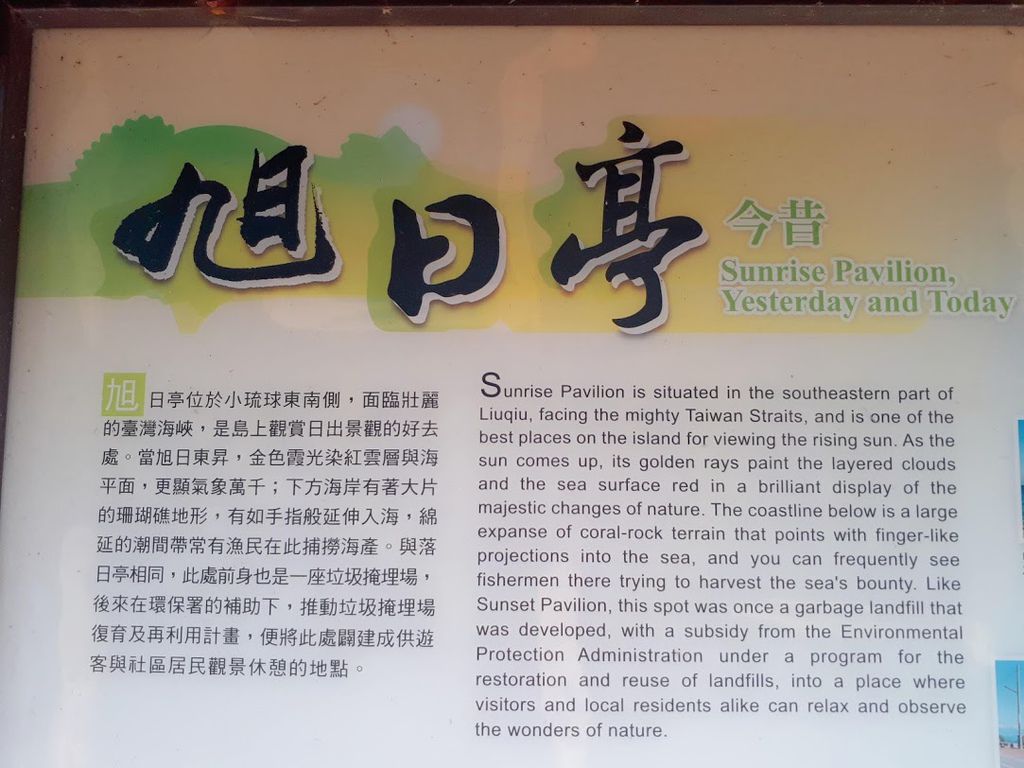 旭日亭
今昔
Sunrise Pavilion,
Yesterday and Today
旭日亭位於小琉球東南側，面臨壯麗
的臺灣海峽，是島上觀賞日出景觀的好去
處。當旭日東昇，金色霞光染紅雲層與海
平面，更顯氣象萬千；下方海岸有著大片
的珊瑚礁地形，有如手指般延伸入海，綿
延的潮間帶常有漁民在此捕撈海產。與落
日亭相同，此處前身也是一座垃圾掩埋場，
後來在環保署的補助下，推動垃圾掩埋場
復育及再利用計畫，便將此處闢建成供遊
客與社區居民觀景休憩的地點。
Sunrise Pavilion is situated in the southeastern part of
Liuqiu, facing the mighty Taiwan Straits, and is one of the
best places on the island for viewing the rising sun. As the
sun comes up, its golden rays paint the layered clouds
and the sea surface red in a brilliant display of the
majestic changes of nature. The coastline below is a large
expanse of coral-rock terrain that points with finger-like
projections into the sea, and you can frequently see
fishermen there trying to harvest the sea's bounty. Like
Sunset Pavilion, this spot was once a garbage landfill that
was developed, with a subsidy from the Environmental
Protection Administration under a program for the
restoration and reuse of landfills, into a place where
visitors and local residents alike can relax and observe
the wonders of nature.